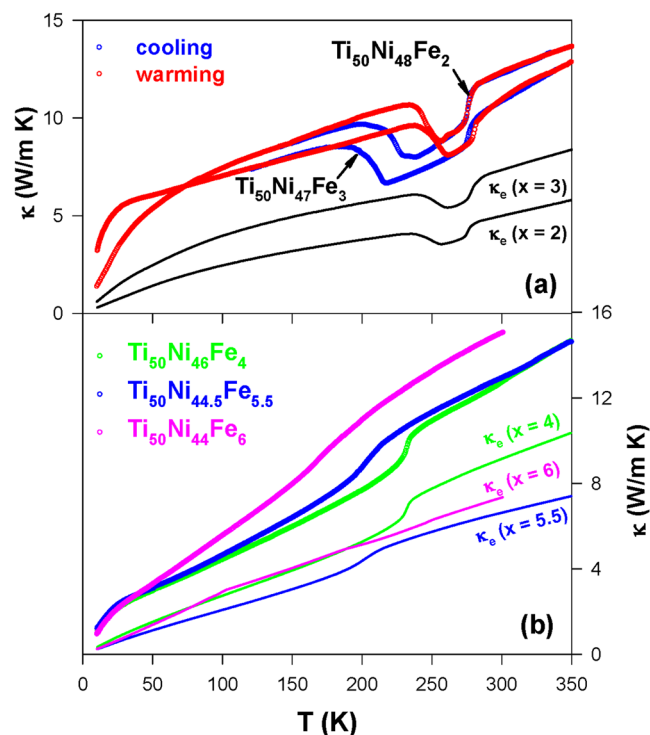 15
cooling
warming
Ti₅₀Ni₄₈Fe₂
10
Ti₅₀Ni₄₇Fe₃
κ (W/m K)
5
κₑ (x = 3)
κₑ (x = 2)
0
(a)
16
Ti₅₀Ni₄₆Fe₄
Ti₅₀Ni₄₄.₅Fe₅.₅
Ti₅₀Ni₄₄Fe₆
12
κₑ (x = 4)
κₑ (x = 6)
8
κ (W/m K)
κₑ (x = 5.5)
4
(b)
0
0 50 100 150 200 250 300 350
T (K)